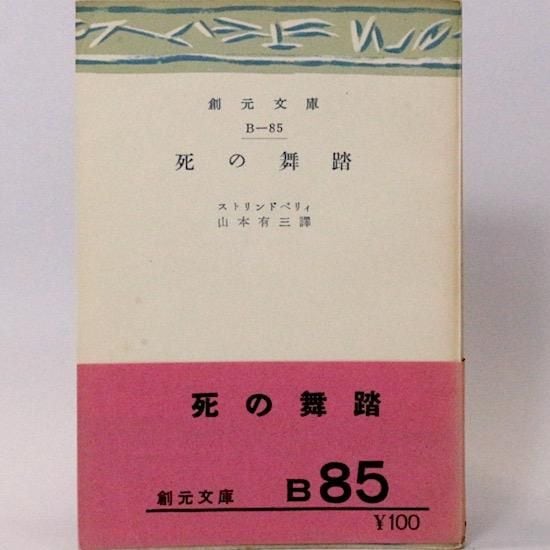 創元文庫
B—85
死の舞踏
ストリンドベリィ
山本有三譯
死の舞踏
創元文庫 B85
¥100